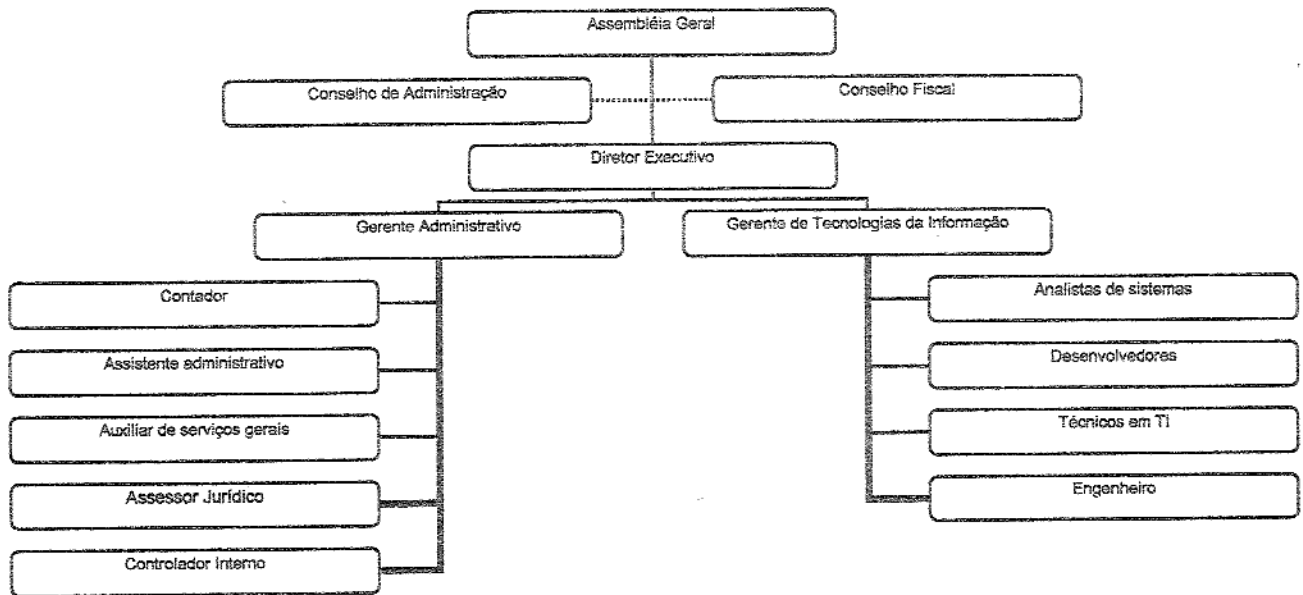 Assembléia Geral
Conselho de Administração
Conselho Fiscal
Diretor Executivo
Gerente Administrativo
Gerente de Tecnologias da Informação
Contador
Assistente administrativo
Auxiliar de serviços gerais
Assessor Jurídico
Controlador Interno
Analistas de sistemas
Desenvolvedores
Técnicos em TI
Engenheiro